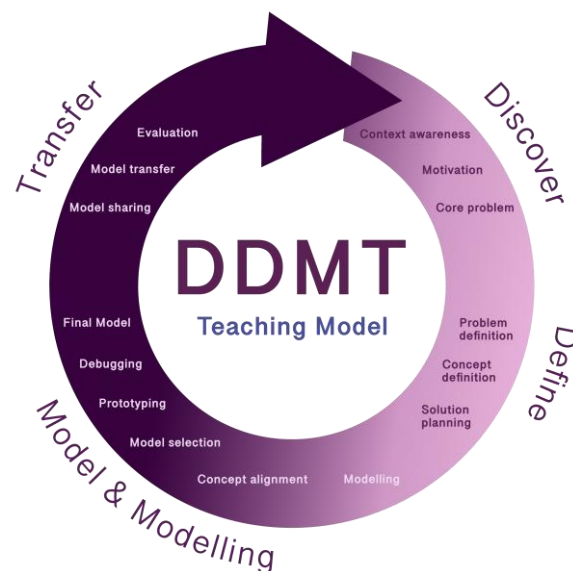 DDMT
Teaching Model
Discover
Context awareness
Motivation
Core problem
Define
Problem
definition
Concept
definition
Solution
planning
Model & Modelling
Modelling
Concept alignment
Model selection
Prototyping
Debugging
Final Model
Transfer
Model sharing
Model transfer
Evaluation